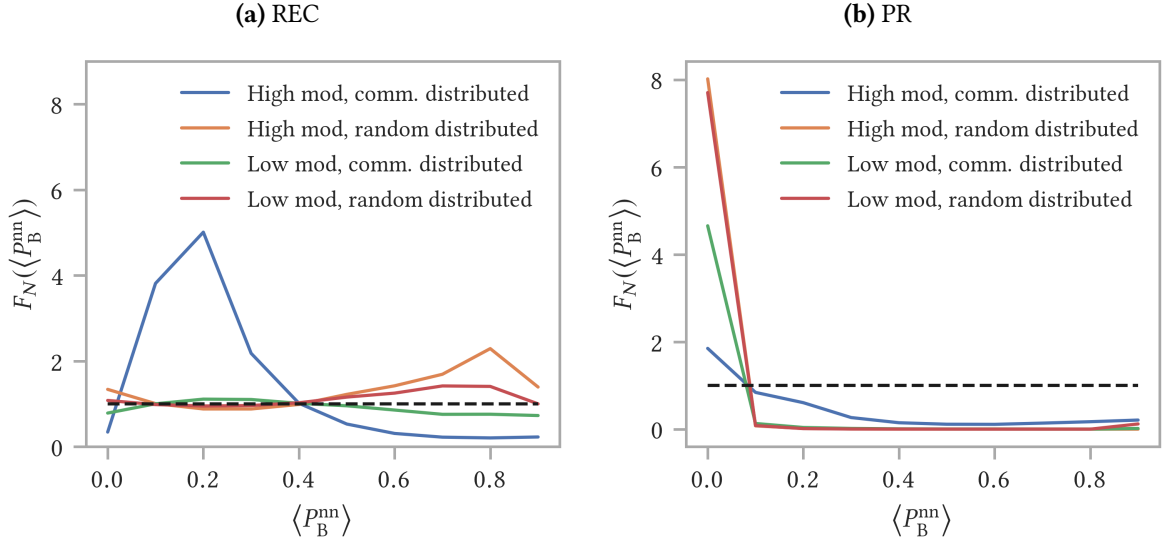 (a) REC
F_N(⟨P_B^nn⟩)
8
6
4
2
0
High mod, comm. distributed
High mod, random distributed
Low mod, comm. distributed
Low mod, random distributed
0.0 0.2 0.4 0.6 0.8
⟨P_B^nn⟩
(b) PR
F_N(⟨P_B^nn⟩)
8
6
4
2
0
High mod, comm. distributed
High mod, random distributed
Low mod, comm. distributed
Low mod, random distributed
0.0 0.2 0.4 0.6 0.8
⟨P_B^nn⟩